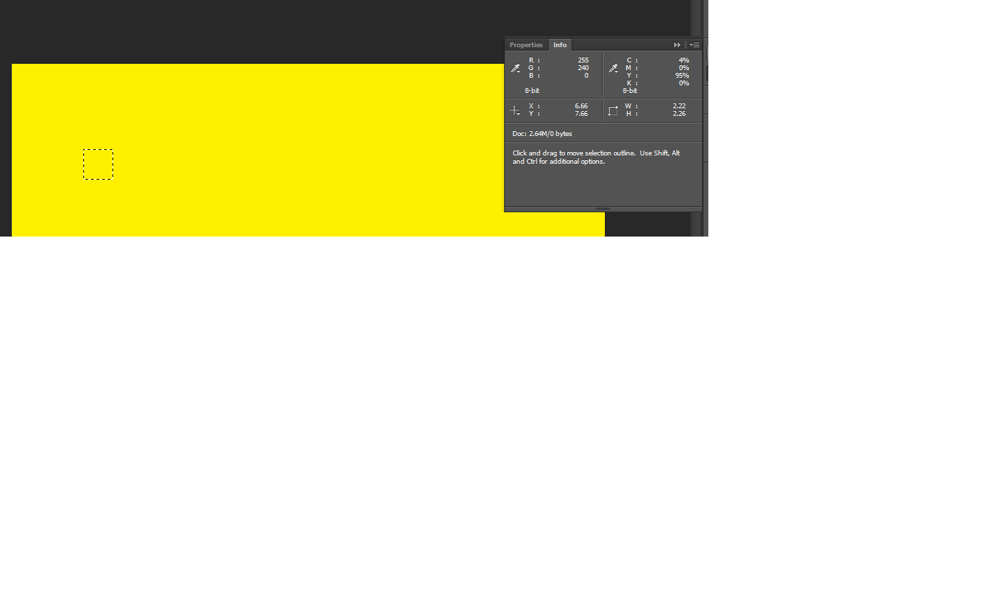 Properties Info
R : 255 C : 4%
G : 240 M : 0%
B : 0 Y : 95%
K : 0%
8-bit 8-bit
X : 6.66 W : 2.22
Y : 7.66 H : 2.26
Doc: 2.64M/0 bytes
Click and drag to move selection outline.  Use Shift, Alt
and Ctrl for additional options.